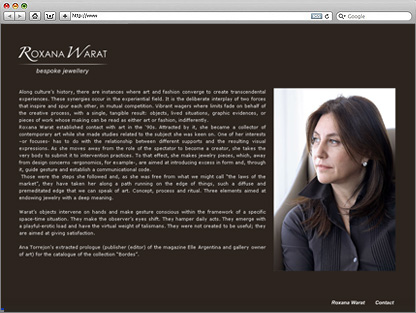 http://www
RSS
Google
ROXANA WARAT
bespoke jewellery
Along culture's history, there are instances where art and fashion converge to create transcendental
experiences. These synergies occur in the experiential field. It is the deliberate interplay of two forces
that inspire and spur each other, in mutual competition. Vibrant wagers where limits fade on behalf of
the creative process, with a single, tangible result: objects, lived situations, graphic evidences, or
pieces of work whose making can be read as either art or fashion, indifferently.
Roxana Warat established contact with art in the '90s. Attracted by it, she became a collector of
contemporary art while she made studies related to the subject she was keen on. One of her interests
-or focuses- has to do with the relationship between different supports and the resulting visual
expressions. As she moves away from the role of the spectator to become a creator, she takes the
very body to submit it to intervention practices. To that effect, she makes jewelry pieces, which, away
from design concerns -ergonomics, for example-, are aimed at introducing excess in form and, through
it, guide gesture and establish a communicational code.
Those were the steps she followed and, as she was free from what we might call "the laws of the
market", they have taken her along a path running on the edge of things, such a diffuse and
premeditated edge that we can speak of art. Concept, process and ritual. Three elements aimed at
endowing jewelry with a deep meaning.
Warat's objects intervene on hands and make gesture conscious within the framework of a specific
space-time situation. They make the observer's eyes shift. They hamper daily acts. They emerge with
a playful-erotic load and have the virtual weight of talismans. They were not created to be useful; they
are aimed at giving satisfaction.
Ana Torrejon's extracted prologue (publisher (editor) of the magazine Elle Argentina and gallery owner
of art) for the catalogue of the collection "Bordes".
Roxana Warat Contact